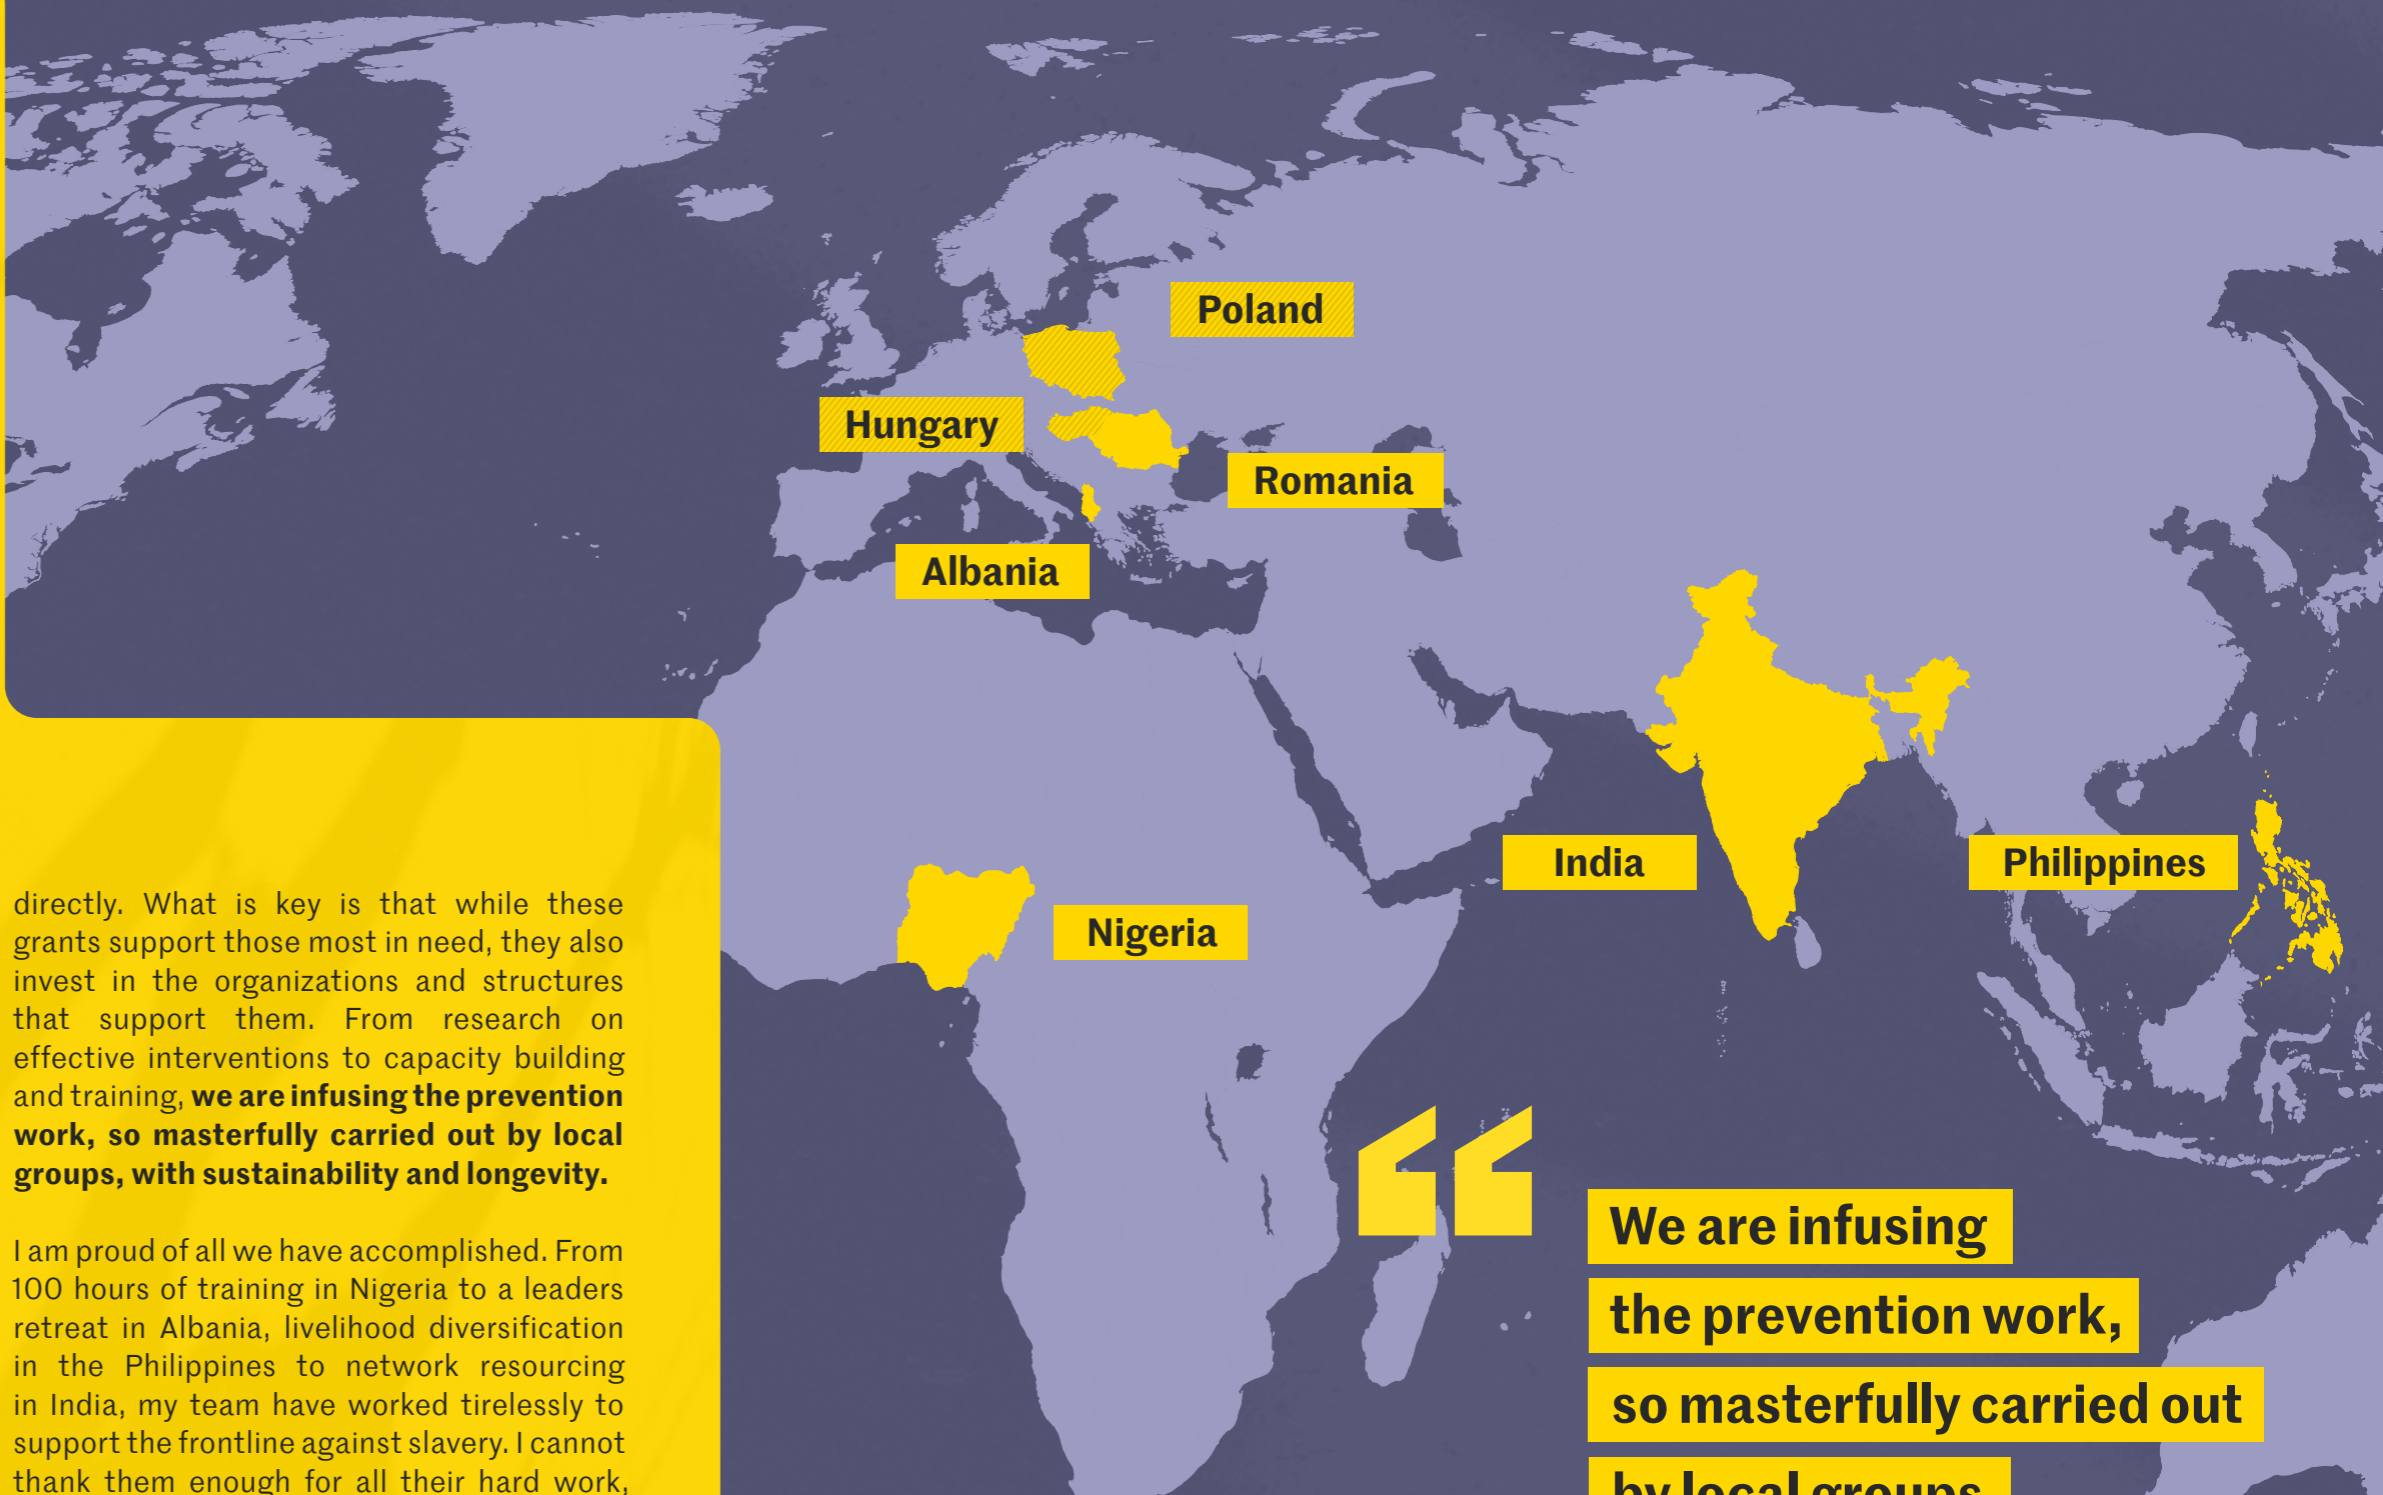 Poland
Hungary
Romania
Albania
India
Philippines
Nigeria
directly. What is key is that while these
grants support those most in need, they also
invest in the organizations and structures
that support them. From research on
effective interventions to capacity building
and training, we are infusing the prevention
work, so masterfully carried out by local
groups, with sustainability and longevity.
I am proud of all we have accomplished. From
100 hours of training in Nigeria to a leaders
retreat in Albania, livelihood diversification
in the Philippines to network resourcing
in India, my team have worked tirelessly to
support the frontline against slavery. I cannot
thank them enough for all their hard work,
“
We are infusing
the prevention work,
so masterfully carried out
by local groups